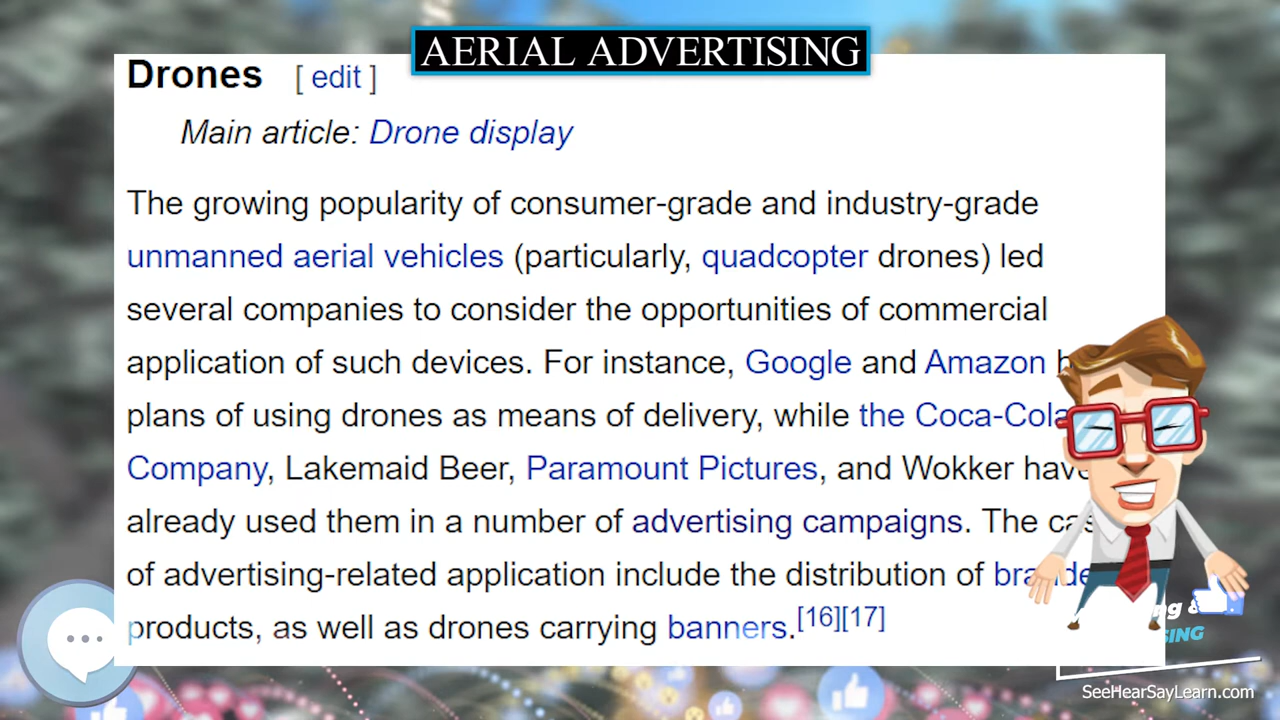 AERIAL ADVERTISING
Drones [ edit ]
Main article: Drone display
The growing popularity of consumer-grade and industry-grade
unmanned aerial vehicles (particularly, quadcopter drones) led
several companies to consider the opportunities of commercial
application of such devices. For instance, Google and Amazon
plans of using drones as means of delivery, while the Coca-Cola
Company, Lakemaid Beer, Paramount Pictures, and Wokker have
already used them in a number of advertising campaigns. The
of advertising-related application include the distribution of
products, as well as drones carrying banners.[16][17]
SeeHearSayLearn.com